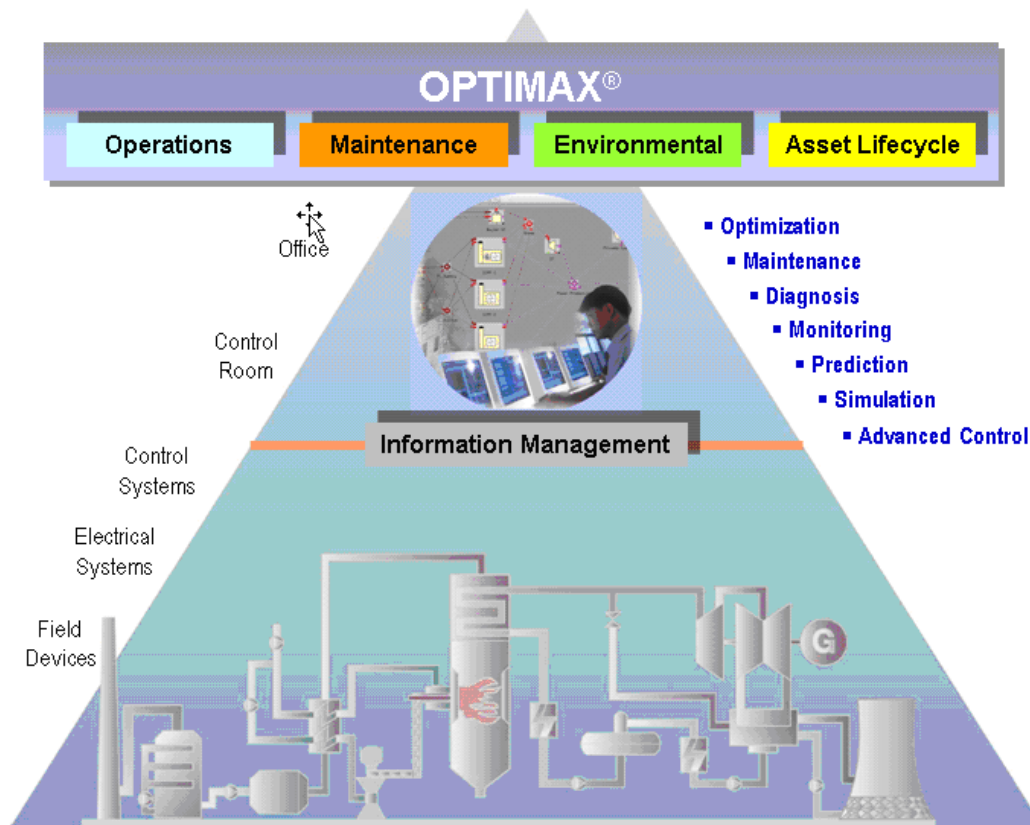 OPTIMAX®
Operations
Maintenance
Environmental
Asset Lifecycle
Office
Control
Room
Control
Systems
Electrical
Systems
Field
Devices
▪ Optimization
▪ Maintenance
▪ Diagnosis
▪ Monitoring
▪ Prediction
▪ Simulation
▪ Advanced Control
Information Management
G